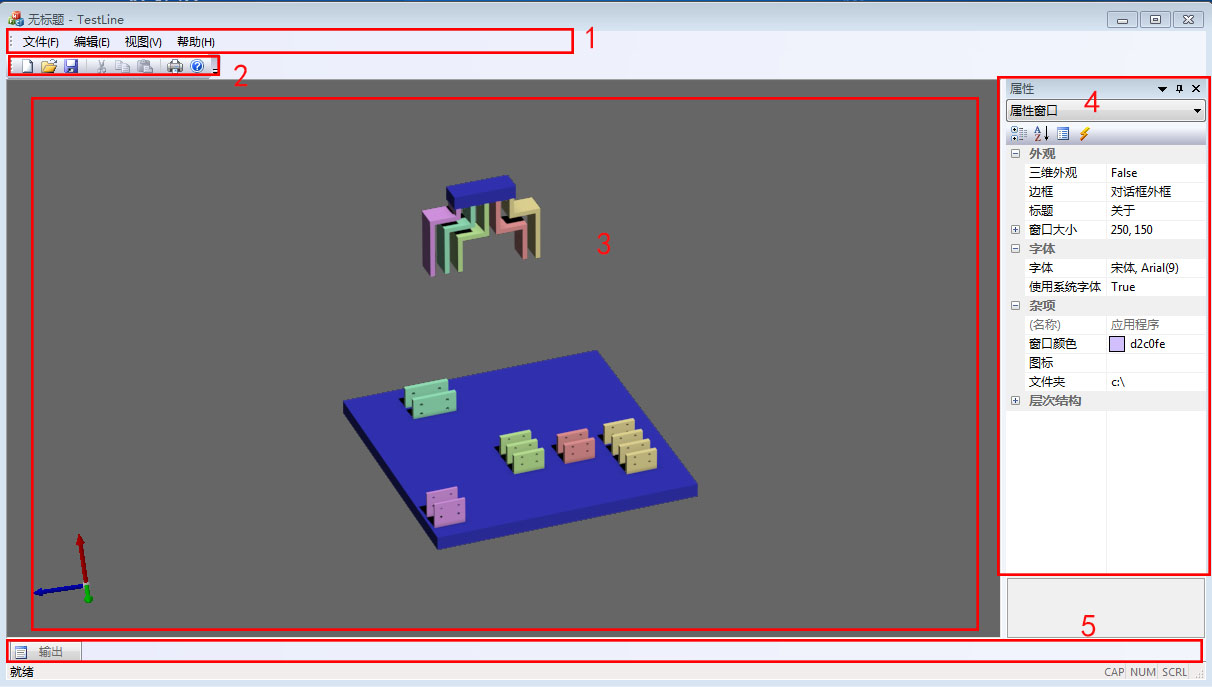 无标题 - TestLine
文件(F) 编辑(E) 视图(V) 帮助(H)
1
2
3
属性
4
属性窗口
外观
三维外观 False
边框 对话框外框
标题 关于
窗口大小 250, 150
字体
字体 宋体, Arial(9)
使用系统字体 True
杂项
(名称) 应用程序
窗口颜色 d2c0fe
图标
文件夹 c:\
层次结构
5
输出
就绪 CAP NUM SCRL